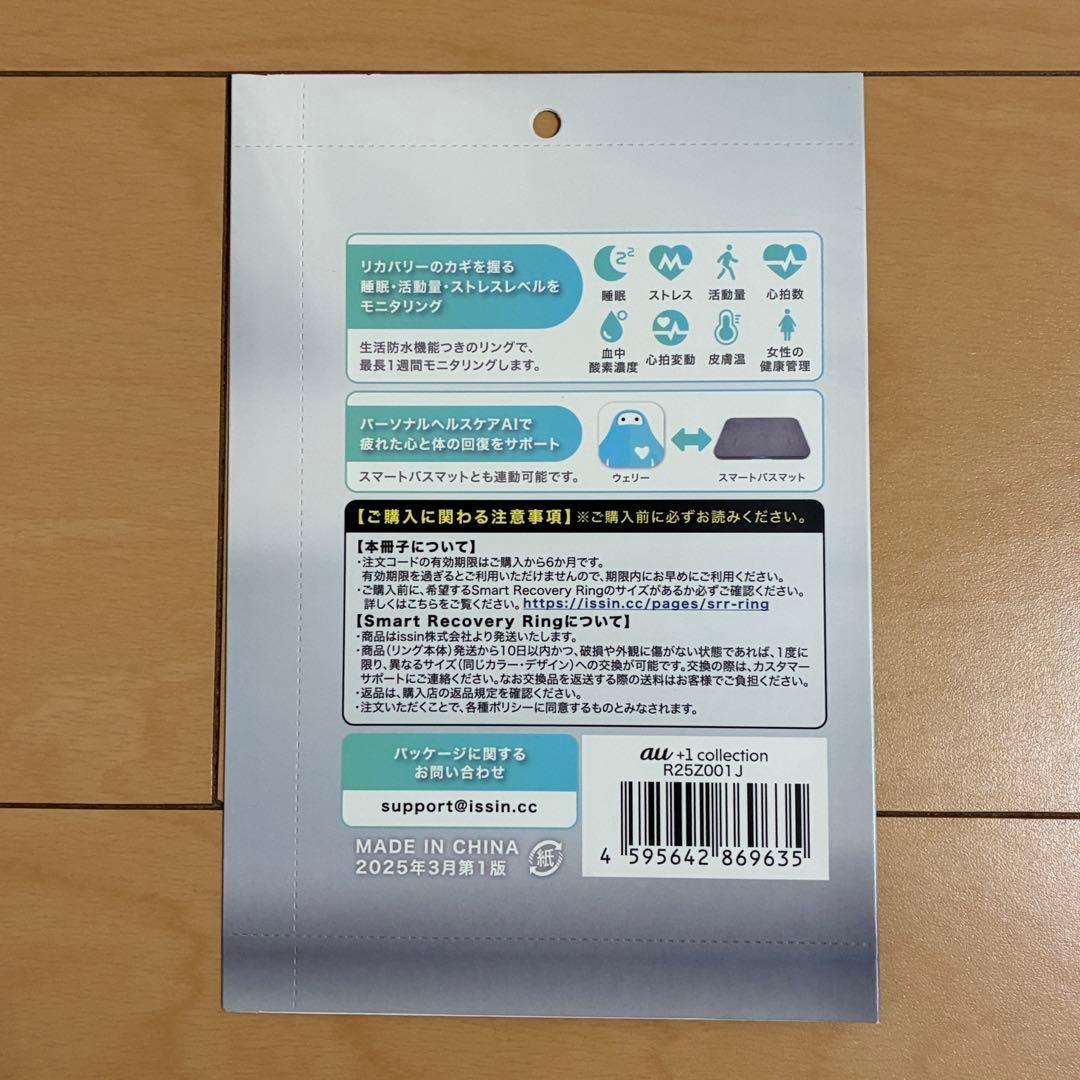 リカバリーのカギを握る
睡眠・活動量・ストレスレベルを
モニタリング
生活防水機能つきのリングで、
最長1週間モニタリングします。
睡眠 ストレス 活動量 心拍数
血中
酸素濃度 心拍変動 皮膚温 女性の
健康管理
パーソナルヘルスケアAIで
疲れた心と体の回復をサポート
スマートバスマットとも連動可能です。
ウェリー スマートバスマット
【ご購入に関わる注意事項】※ご購入前に必ずお読みください。
【本冊子について】
・注文コードの有効期限はご購入から6か月です。
有効期限を過ぎるとご利用いただけませんので、期限内にお早めにご利用ください。
・ご購入前に、希望するSmart Recovery Ringのサイズがあるか必ずご確認ください。
詳しくはこちらをご覧ください。https://issin.cc/pages/srr-ring
【Smart Recovery Ringについて】
・商品はissin株式会社より発送いたします。
・商品(リング本体)発送から10日以内かつ、破損や外観に傷がない状態であれば、1度に
限り、異なるサイズ(同じカラー・デザイン)への交換が可能です。交換の際は、カスタマー
サポートにご連絡ください。なお交換品を返送する際の送料はお客様でご負担ください。
・返品は、購入店の返品規定を確認ください。
・注文いただくことで、各種ポリシーに同意するものとみなされます。
パッケージに関する
お問い合わせ
support@issin.cc
MADE IN CHINA
2025年3月第1版
紙
au +1 collection
R25Z001J
4 595642 869635